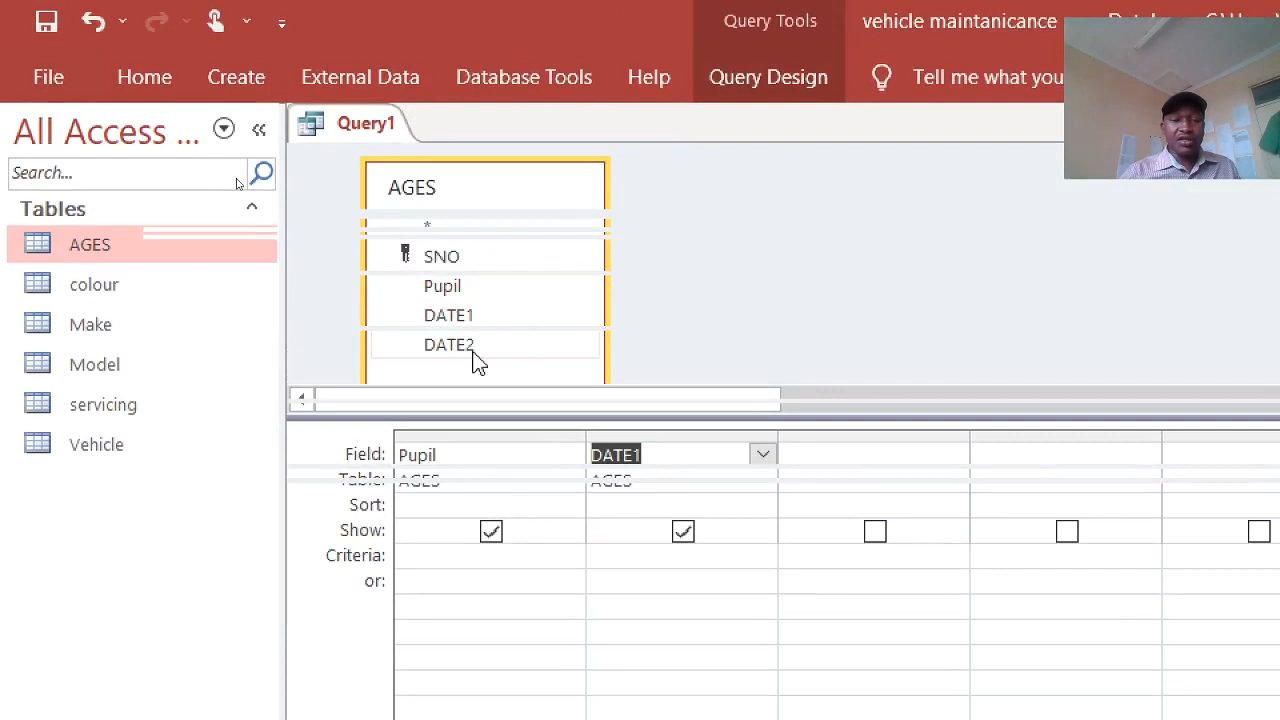 Query Tools
vehicle maintanicance
File Home Create External Data Database Tools Help Query Design Tell me what you
All Access ...
Query1
Search...
Tables
AGES
colour
Make
Model
servicing
Vehicle
AGES
*
SNO
Pupil
DATE1
DATE2
Field: Pupil DATE1
Table: AGES AGES
Sort:
Show:
Criteria:
or: